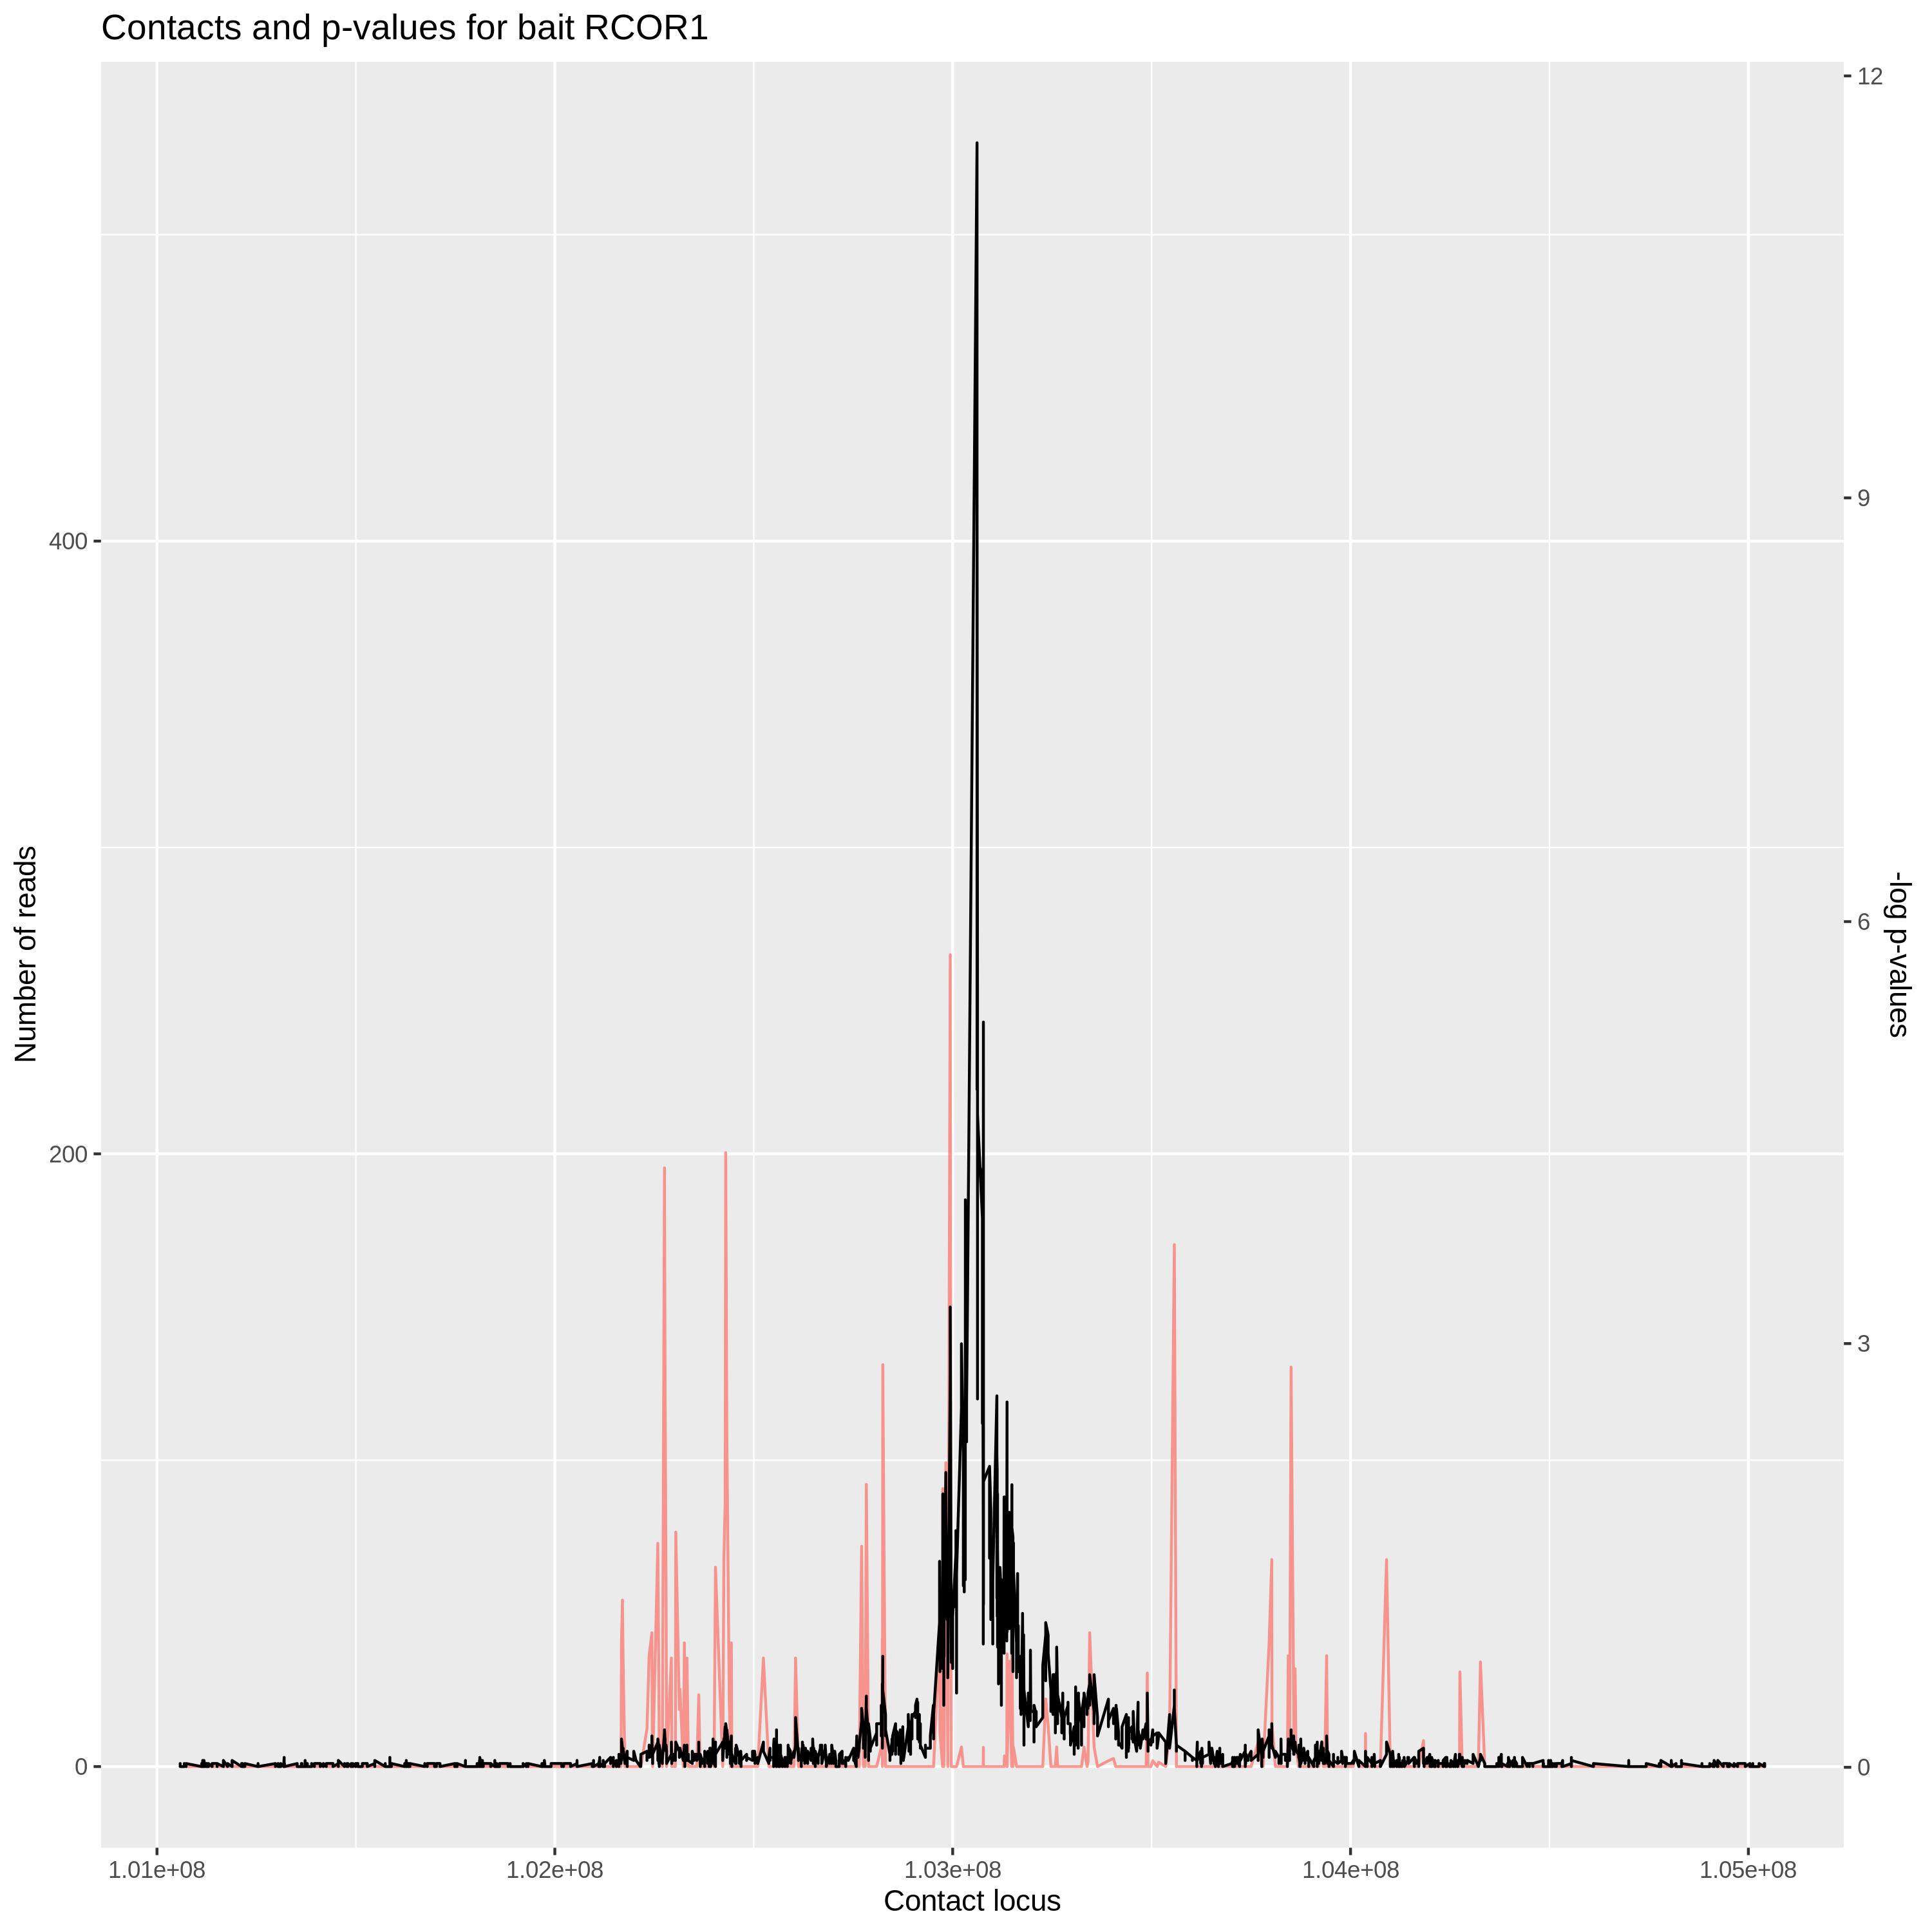 Contacts and p-values for bait RCOR1
12
9
400
6
Number of reads
-log p-values
200
3
0
0
1.01e+08
1.02e+08
1.03e+08
1.04e+08
1.05e+08
Contact locus